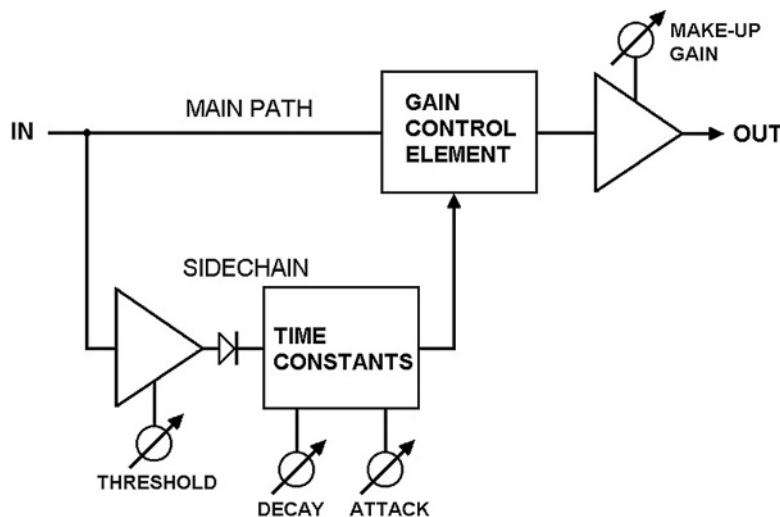 MAKE-UP
GAIN
MAIN PATH
GAIN
CONTROL
ELEMENT
IN
OUT
SIDECHAIN
TIME
CONSTANTS
THRESHOLD
DECAY
ATTACK